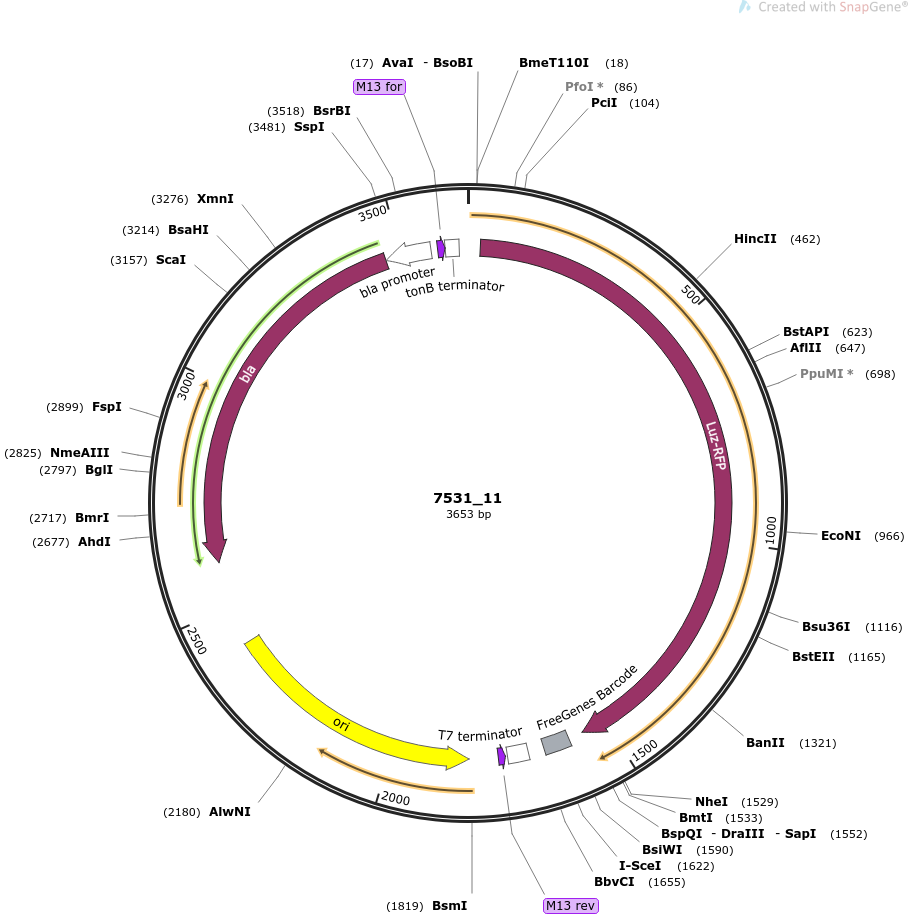 Created with SnapGene®
(17) AvaI - BsoBI
BmeT110I (18)
M13 for
PfoI * (86)
PciI (104)
(3518) BsrBI
(3481) SspI
(3276) XmnI
(3214) BsaHI
(3157) ScaI
HincII (462)
BstAPI (623)
AflII (647)
PpuMI * (698)
3500
500
bla promoter
tonB terminator
bla
3000
Luz-RFP
(2899) FspI
(2825) NmeAIII
(2797) BglI
(2717) BmrI
(2677) AhdI
7531_11
3653 bp
1000
EcoNI (966)
Bsu36I (1116)
BstEII (1165)
2500
FreeGenes Barcode
T7 terminator
ori
1500
2000
BanII (1321)
(2180) AlwNI
NheI (1529)
BmtI (1533)
BspQI - DraIII - SapI (1552)
BsiWI (1590)
I-SceI (1622)
BbvCI (1655)
(1819) BsmI
M13 rev